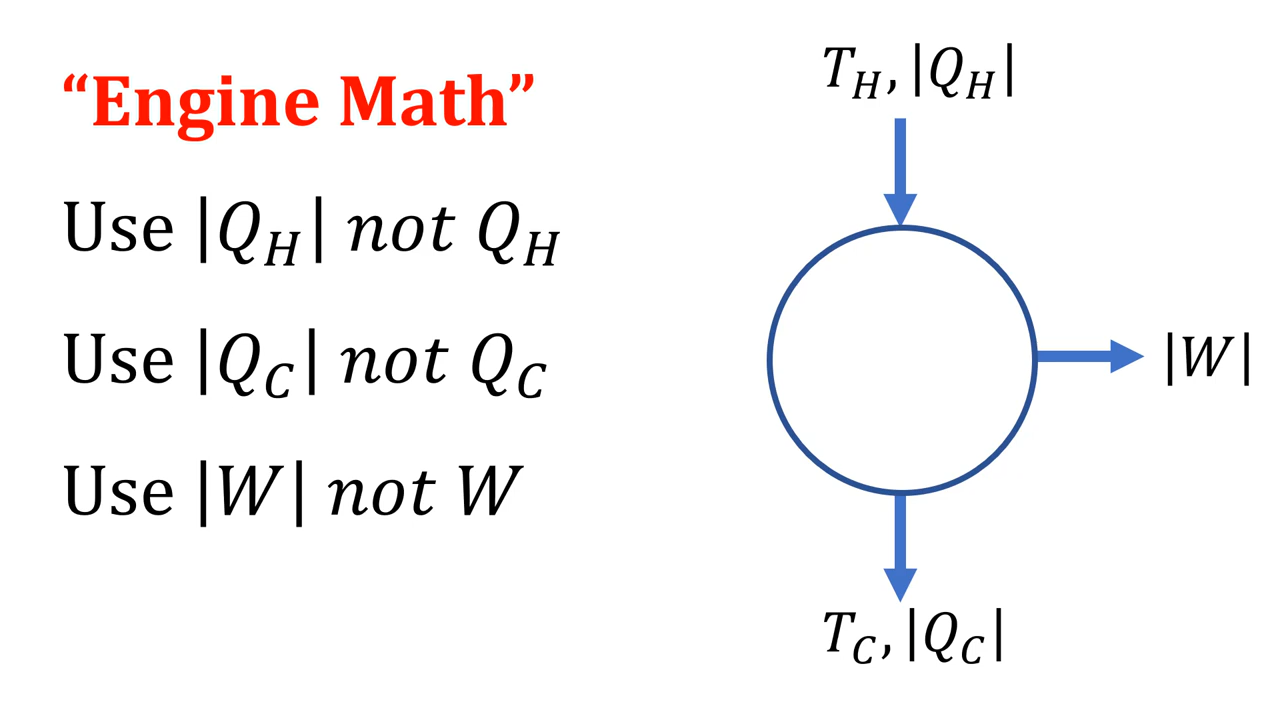 “Engine Math”
Use |Q_H| not Q_H
Use |Q_C| not Q_C
Use |W| not W
T_H, |Q_H|
|W|
T_C, |Q_C|